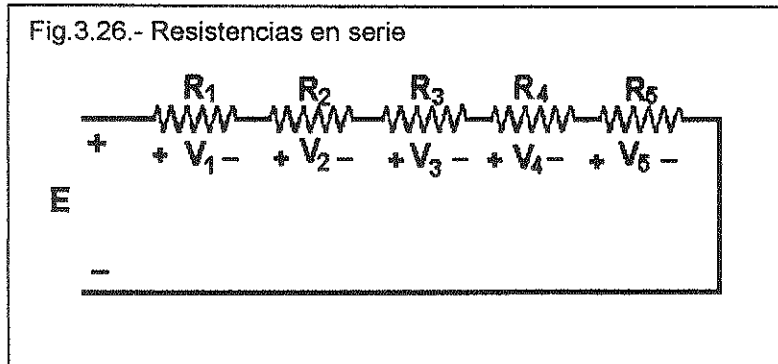 Fig.3.26.- Resistencias en serie
R1 R2 R3 R4 R5
+ + V1 – + V2 – + V3 – + V4 – + V5 –
E
–